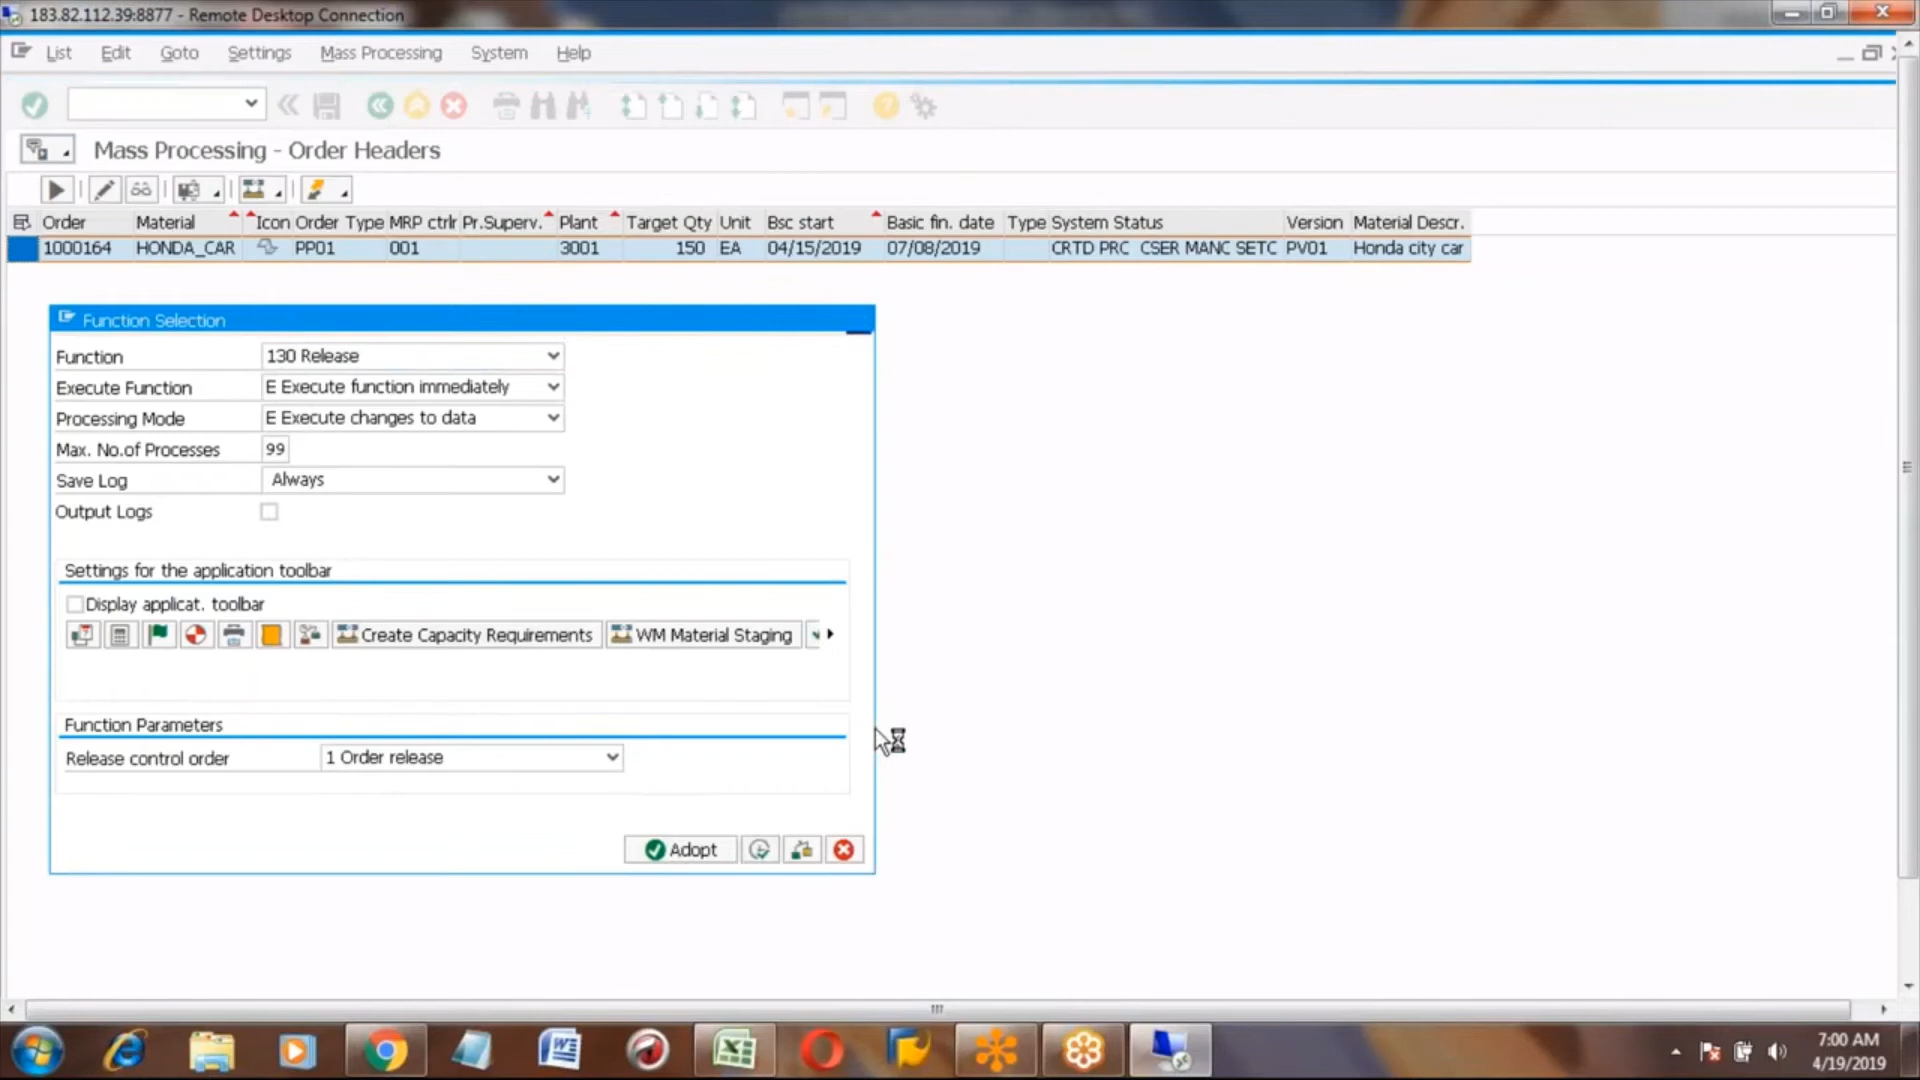 183.82.112.39:8877 - Remote Desktop Connection
List Edit Goto Settings Mass Processing System Help
Mass Processing - Order Headers
Order Material Icon Order Type MRP ctrlr Pr.Superv. Plant Target Qty Unit Bsc start Basic fin. date Type System Status Version Material Descr.
1000164 HONDA_CAR PP01 001 3001 150 EA 04/15/2019 07/08/2019 CRTD PRC CSER MANC SETC PV01 Honda city car
Function Selection
Function 130 Release
Execute Function E Execute function immediately
Processing Mode E Execute changes to data
Max. No.of Processes 99
Save Log Always
Output Logs
Settings for the application toolbar
Display applicat. toolbar
Create Capacity Requirements WM Material Staging
Function Parameters
Release control order 1 Order release
Adopt
7:00 AM
4/19/2019